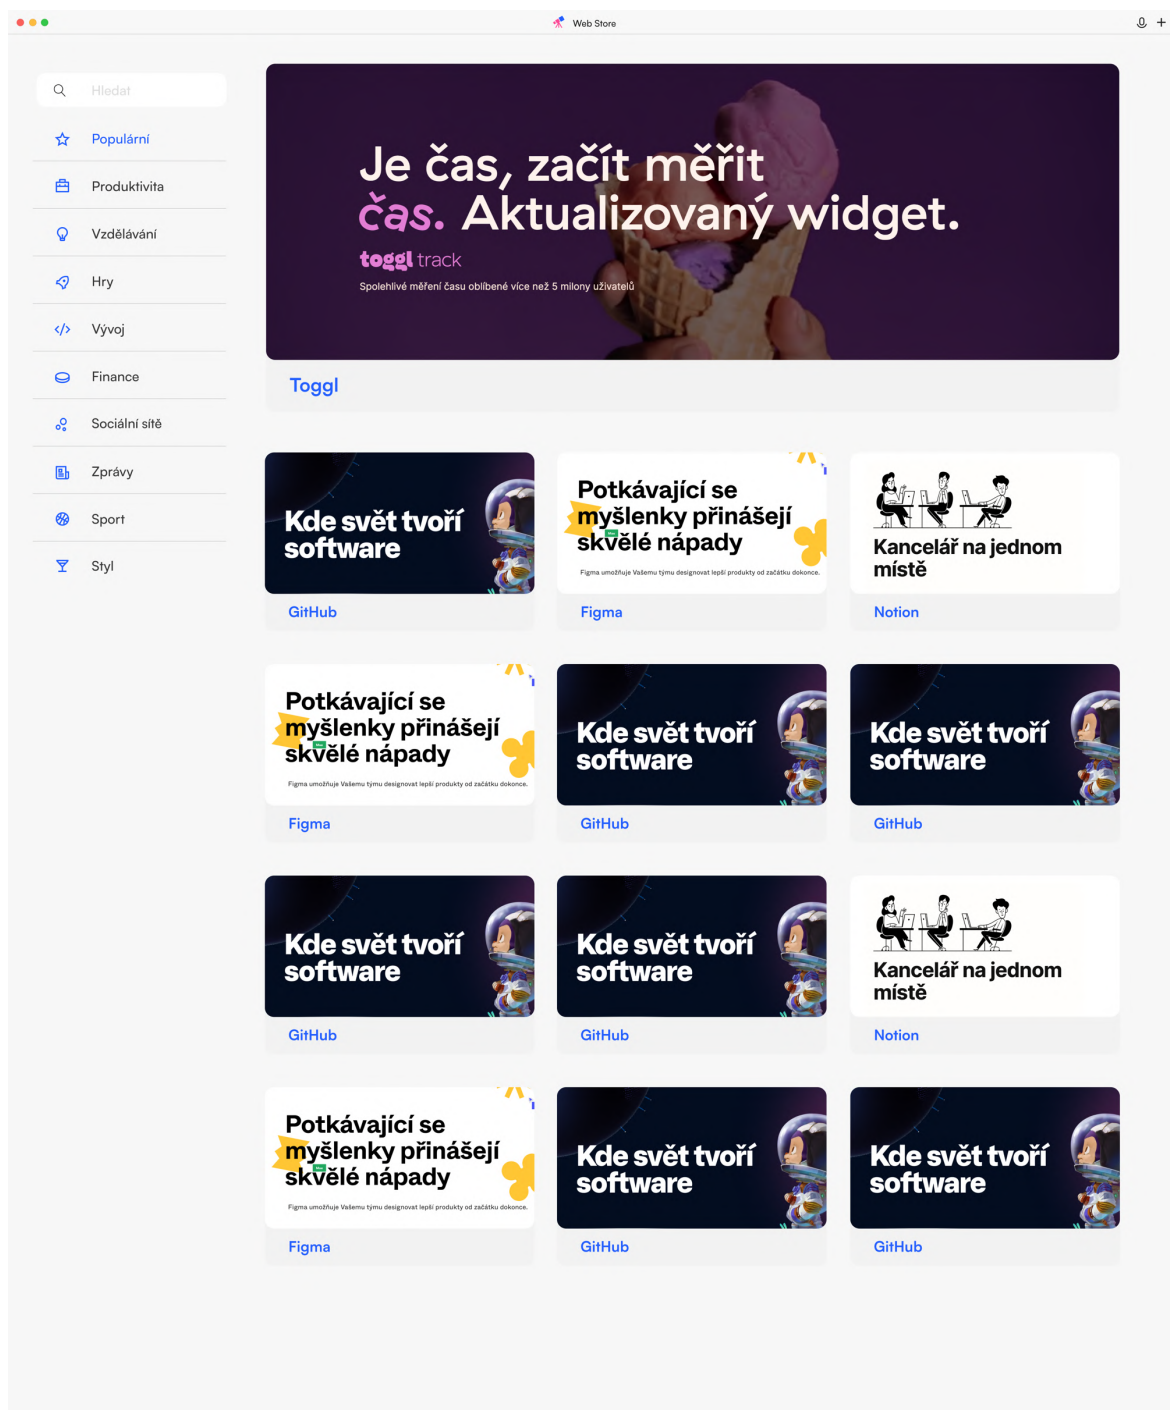 Web Store
Hledat
Populární
Produktivita
Vzdělávání
Hry
Vývoj
Finance
Sociální sítě
Zprávy
Sport
Styl
Je čas, začít měřit
čas. Aktualizovaný widget.
toggl track
Spolehlivé měření času oblíbené více než 5 milony uživatelů
Toggl
Kde svět tvoří
software
GitHub
Potkávající se
myšlenky přinášejí
skvělé nápady
Figma umožňuje Vašemu týmu designovat lepší produkty od začátku dokonce.
Figma
Kancelář na jednom
místě
Notion
Potkávající se
myšlenky přinášejí
skvělé nápady
Figma umožňuje Vašemu týmu designovat lepší produkty od začátku dokonce.
Figma
Kde svět tvoří
software
GitHub
Kde svět tvoří
software
GitHub
Kde svět tvoří
software
GitHub
Kde svět tvoří
software
GitHub
Kancelář na jednom
místě
Notion
Potkávající se
myšlenky přinášejí
skvělé nápady
Figma umožňuje Vašemu týmu designovat lepší produkty od začátku dokonce.
Figma
Kde svět tvoří
software
GitHub
Kde svět tvoří
software
GitHub